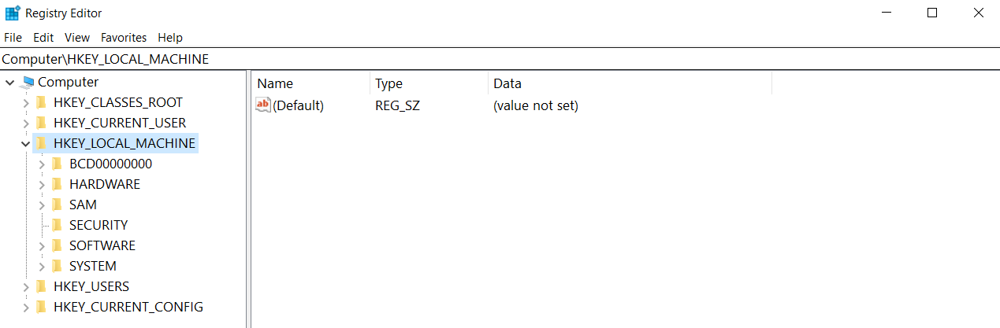 Registry Editor
File Edit View Favorites Help
Computer\HKEY_LOCAL_MACHINE
Computer
HKEY_CLASSES_ROOT
HKEY_CURRENT_USER
HKEY_LOCAL_MACHINE
BCD00000000
HARDWARE
SAM
SECURITY
SOFTWARE
SYSTEM
HKEY_USERS
HKEY_CURRENT_CONFIG
Name Type Data
ab (Default) REG_SZ (value not set)